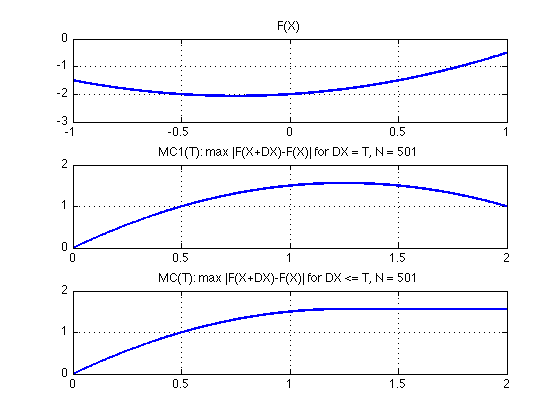 F(X)
0
-1
-2
-3
-1 -0.5 0 0.5 1
MC1(T): max |F(X+DX)-F(X)| for DX = T, N = 501
2
1
0
0 0.5 1 1.5 2
MC(T): max |F(X+DX)-F(X)| for DX <= T, N = 501
2
1
0
0 0.5 1 1.5 2